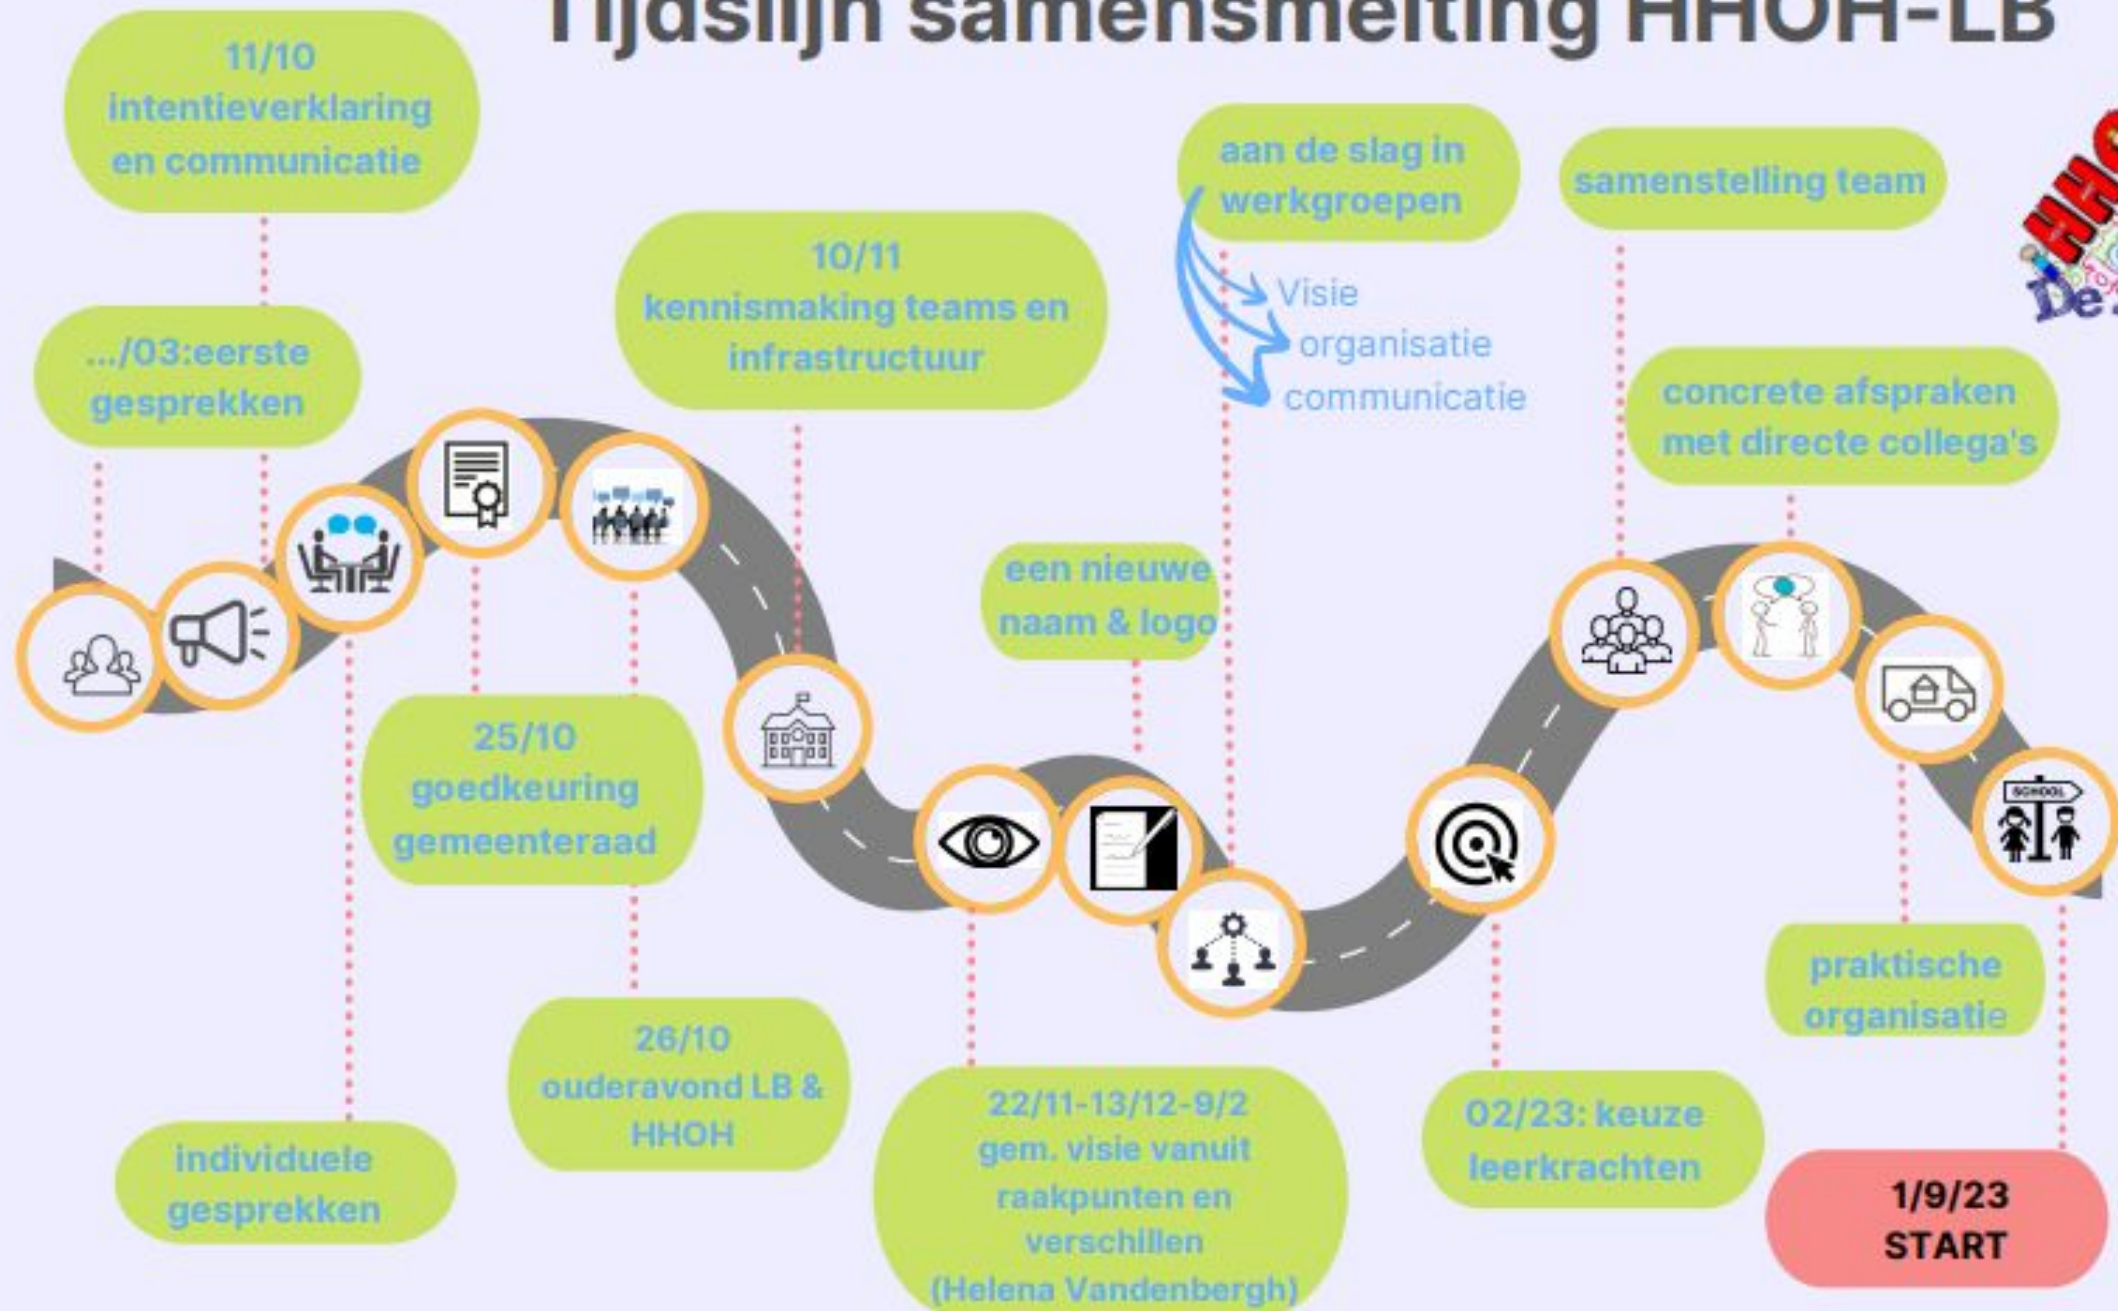 Tijdslijn samensmelting HHOH-LB
11/10
intentieverklaring
en communicatie
.../03:eerste
gesprekken
10/11
kennismaking teams en
infrastructuur
aan de slag in
werkgroepen
Visie
organisatie
communicatie
samenstelling team
concrete afspraken
met directe collega's
een nieuwe
naam & logo
25/10
goedkeuring
gemeenteraad
26/10
ouderavond LB &
HHOH
individuele
gesprekken
22/11-13/12-9/2
gem. visie vanuit
raakpunten en
verschillen
(Helena Vandenbergh)
02/23: keuze
leerkrachten
SCHOOL
praktische
organisatie
1/9/23
START
De